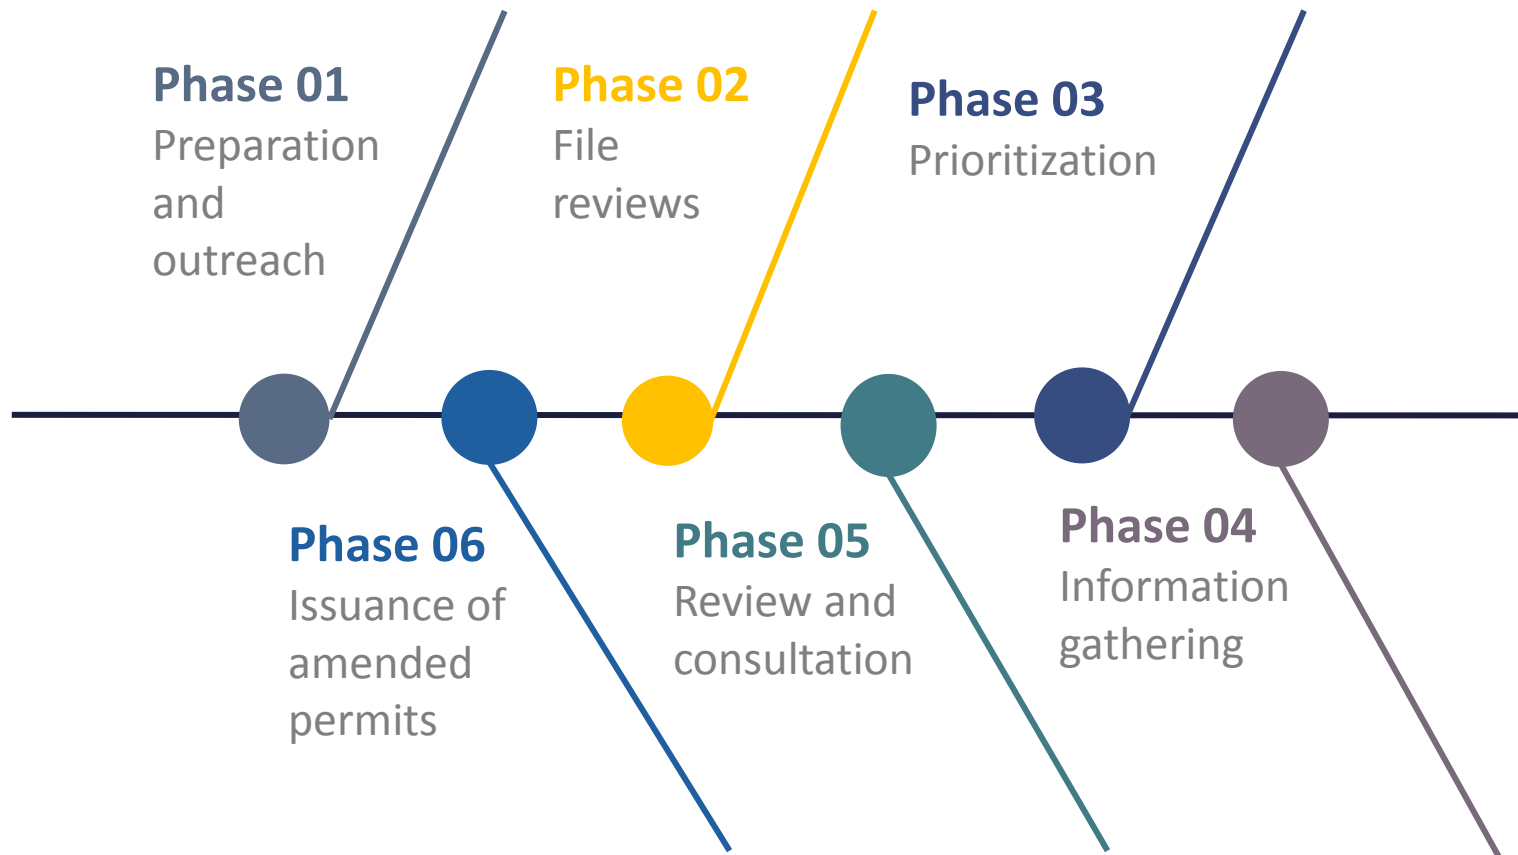 Phase 01
Preparation
and
outreach
Phase 02
File
reviews
Phase 03
Prioritization
Phase 06
Issuance of
amended
permits
Phase 05
Review and
consultation
Phase 04
Information
gathering